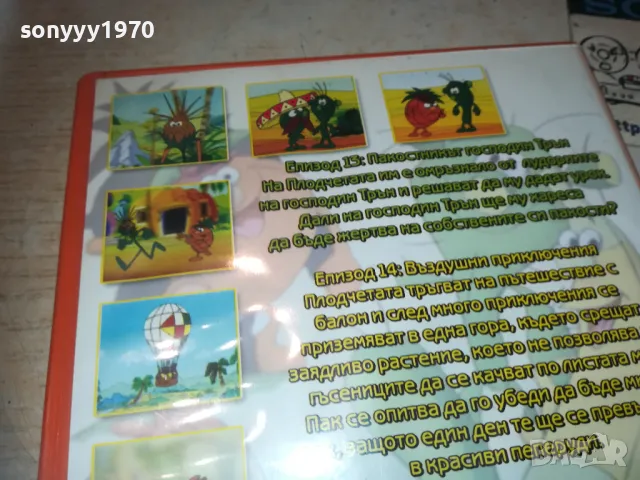 sonyyy1970
Епизод 13: Пакостникът господин Трън
На Плодчетата им е омръзнало от лудориите
на господин Трън и решават да му дадат урок.
Дали на господин Трън ще му хареса
да бъде жертва на собствените си пакости?
Епизод 14: Въздушни приключения
Плодчетата тръгват на пътешествие с
балон и след много приключения се
приземяват в една гора, където срещат
заядливо растение, което не позволява
гъсениците да се качват по листата
Пак се опитва да го убеди да бъде
защото един ден те ще се превърнат
в красиви пеперуди.
BAZAR